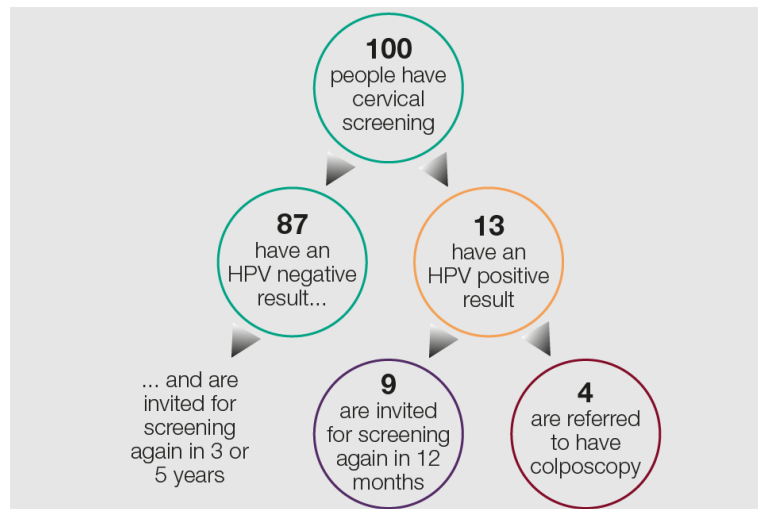 100
people have
cervical
screening
87
have an
HPV negative
result...
13
have an
HPV positive
result
... and are
invited for
screening
again in 3 or
5 years
9
are invited
for screening
again in 12
months
4
are referred
to have
colposcopy